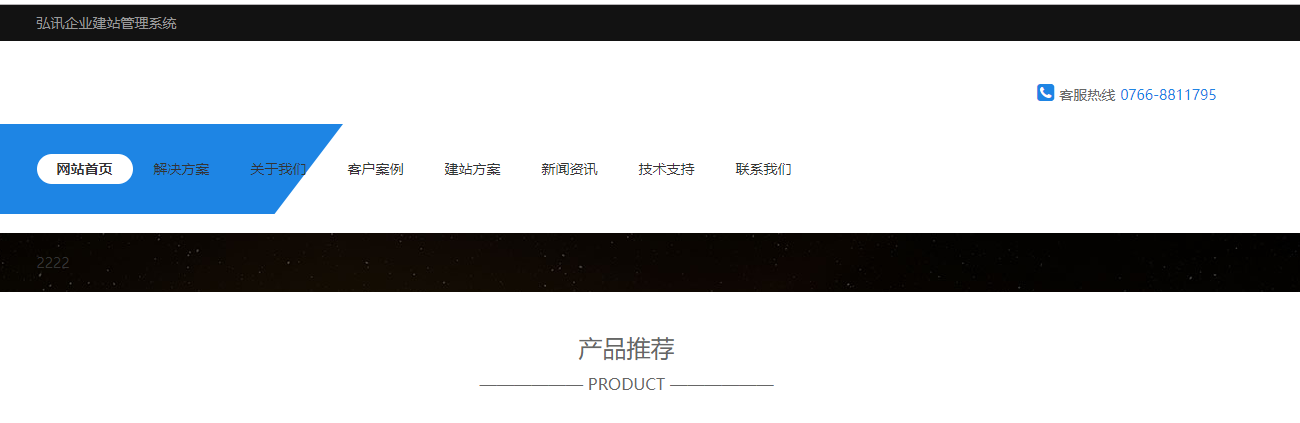 弘讯企业建站管理系统
客服热线 0766-8811795
网站首页 解决方案 关于我们 客户案例 建站方案 新闻资讯 技术支持 联系我们
2222
产品推荐
PRODUCT